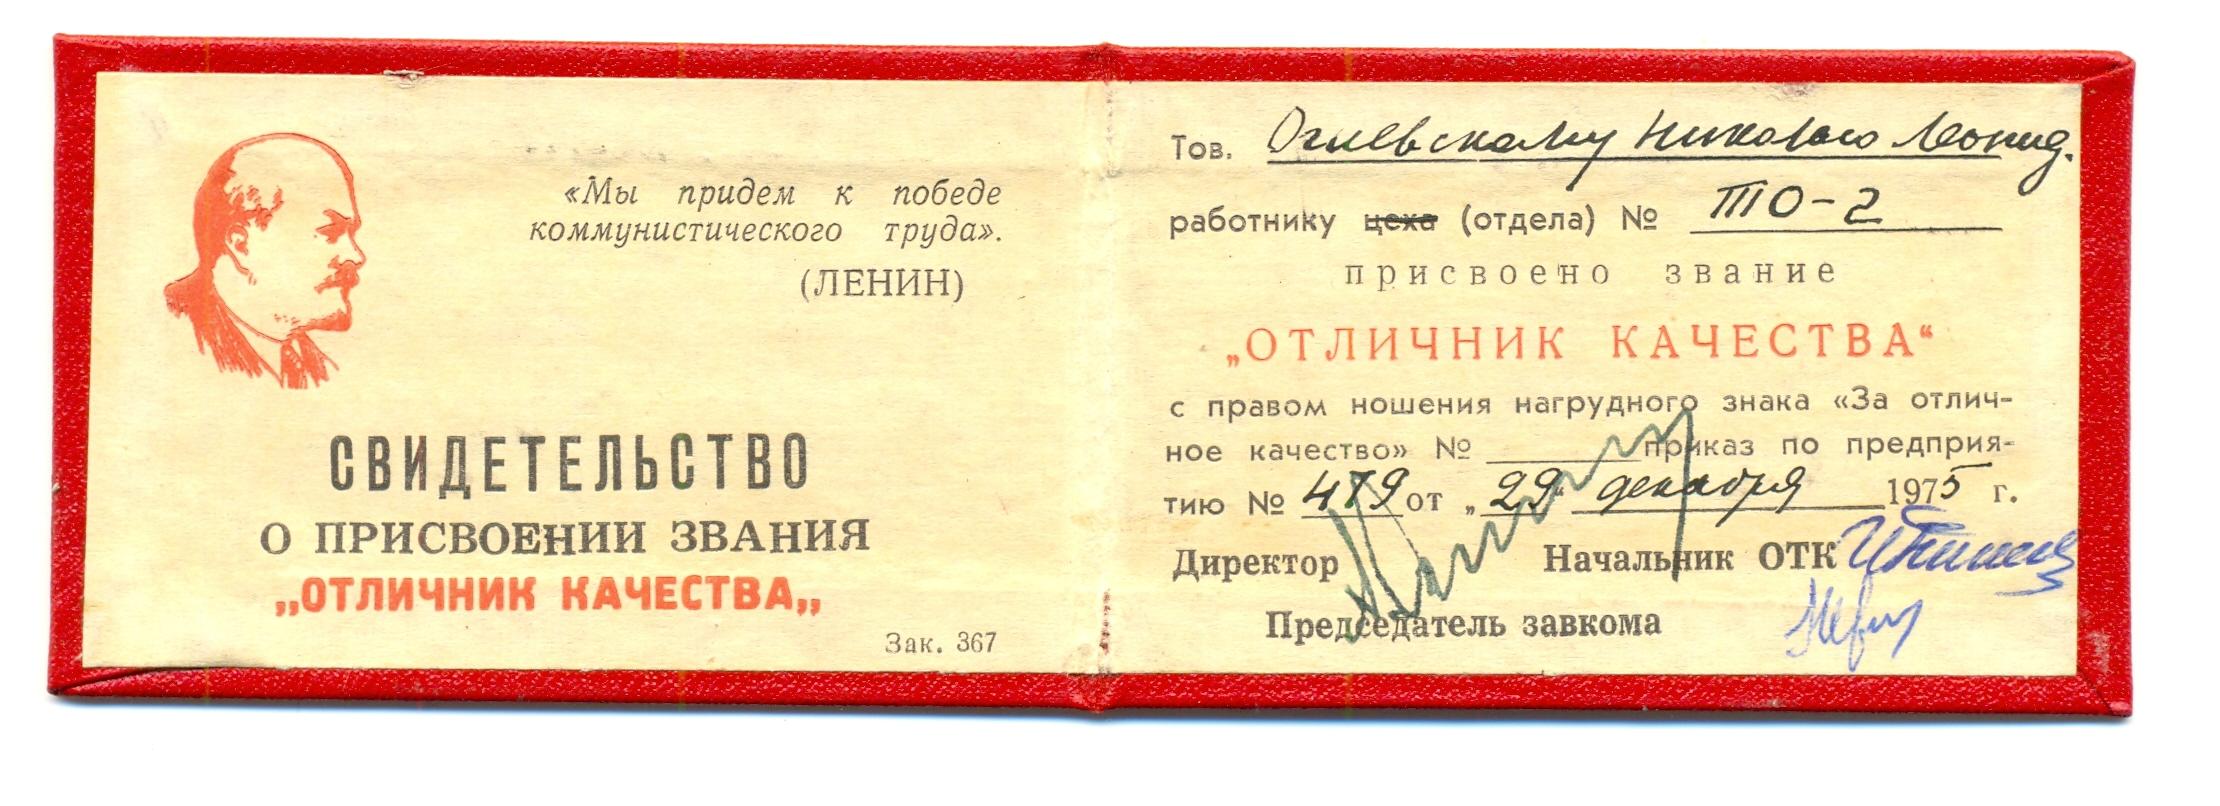 «Мы придем к победе
коммунистического труда».
(ЛЕНИН)
СВИДЕТЕЛЬСТВО
О ПРИСВОЕНИИ ЗВАНИЯ
„ОТЛИЧНИК КАЧЕСТВА„
Зак. 367
Тов. Огиевскому Николаю Леонид.
работнику цеха (отдела) № ТО-2
присвоено звание
„ОТЛИЧНИК КАЧЕСТВА“
с правом ношения нагрудного знака «За отлич-
ное качество» № приказ по предприя-
тию № 479 от „29“ декабря 1975 г.
Директор Начальник ОТК
Председатель завкома